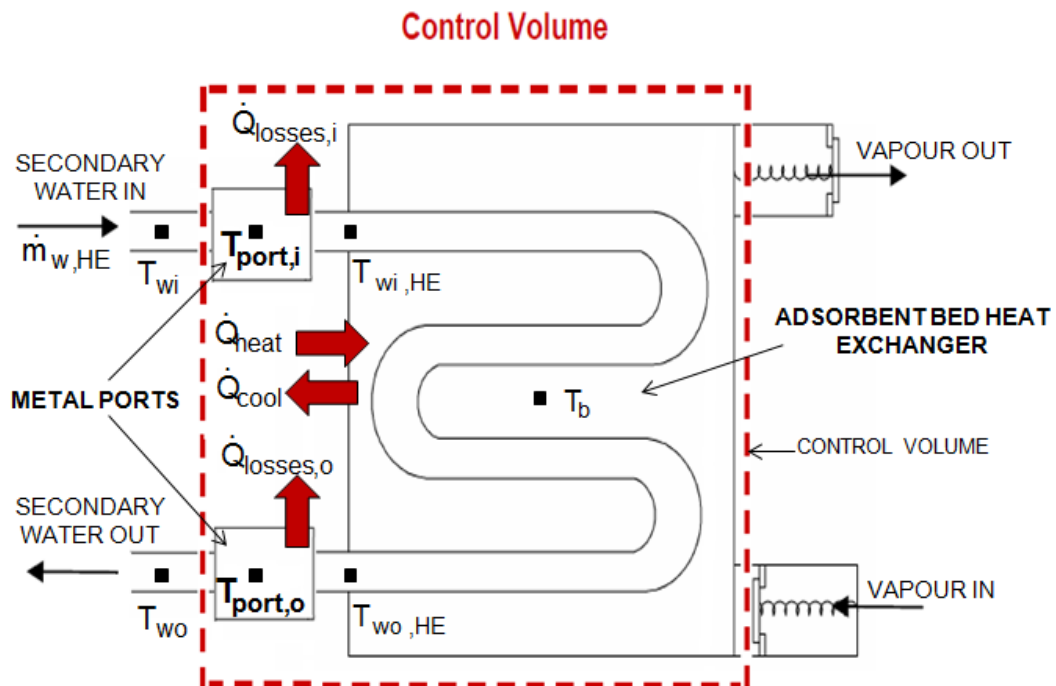 Control Volume
Q̇losses,i
SECONDARY
WATER IN
VAPOUR OUT
ṁw,HE
Tport,i
Twi
Twi ,HE
Q̇heat
ADSORBENT BED HEAT
EXCHANGER
Q̇cool
METAL PORTS
Tb
CONTROL VOLUME
Q̇losses,o
SECONDARY
WATER OUT
VAPOUR IN
Tport,o
Two
Two ,HE